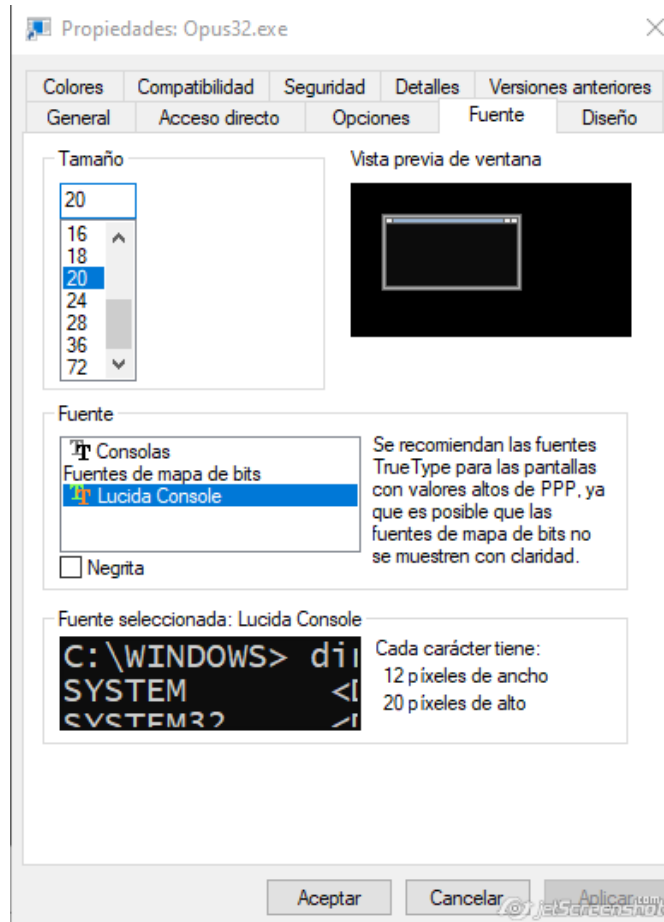 Propiedades: Opus32.exe
Colores Compatibilidad Seguridad Detalles Versiones anteriores
General Acceso directo Opciones Fuente Diseño
Tamaño
20
16
18
20
24
28
36
72
Vista previa de ventana
Fuente
Consolas
Fuentes de mapa de bits
Lucida Console
Negrita
Se recomiendan las fuentes
TrueType para las pantallas
con valores altos de PPP, ya
que es posible que las
fuentes de mapa de bits no
se muestren con claridad.
Fuente seleccionada: Lucida Console
C:\WINDOWS> dir
SYSTEM <D
SYSTEM32 <D
Cada carácter tiene:
12 píxeles de ancho
20 píxeles de alto
Aceptar Cancelar Aplicar
jetScreenshot